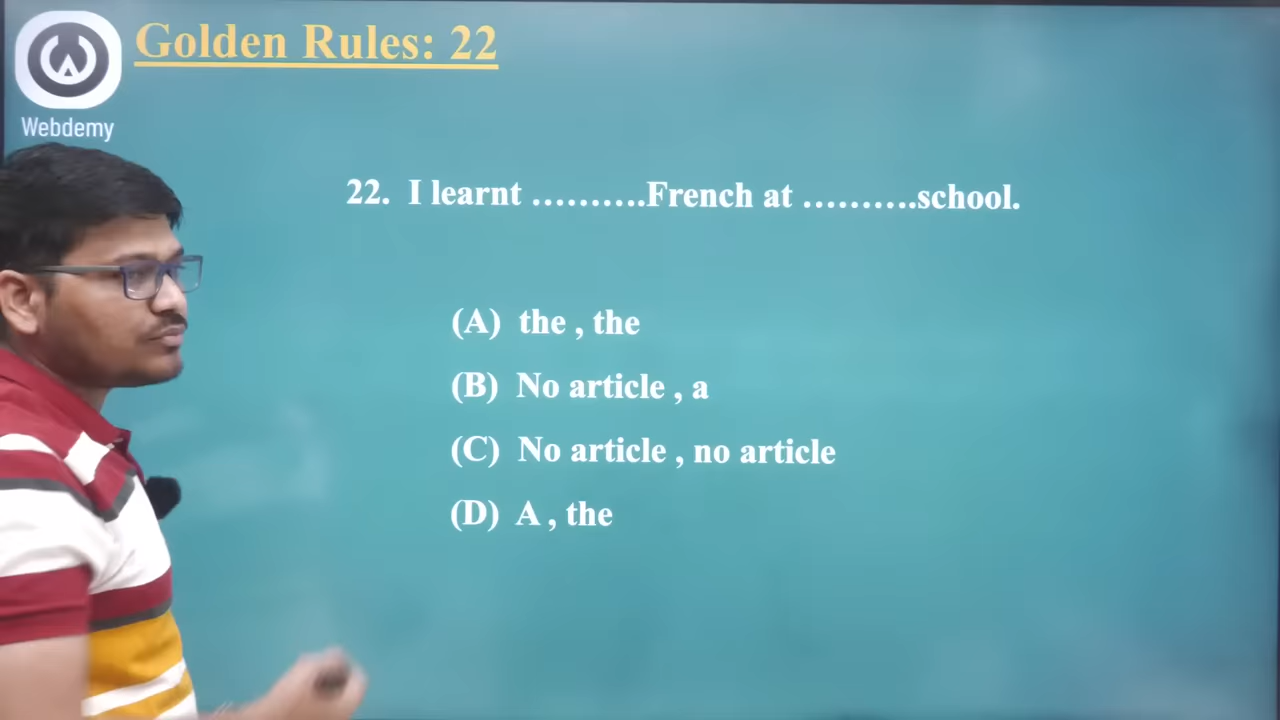 Golden Rules: 22
Webdemy
22. I learnt ..........French at ..........school.
(A) the , the
(B) No article , a
(C) No article , no article
(D) A , the